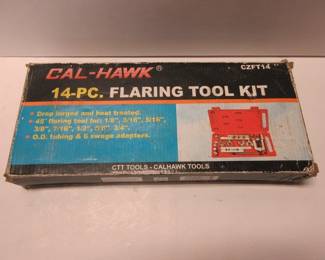 CZFT14
CAL-HAWK®
14-PC. FLARING TOOL KIT
• Drop forged and heat treated.
• 45° flaring tool for: 1/8", 3/16", 5/16",
3/8", 7/16", 1/2", 5/8", 3/4".
• O.D. tubing & 5 swage adapters.
CTT TOOLS - CALHAWK TOOLS